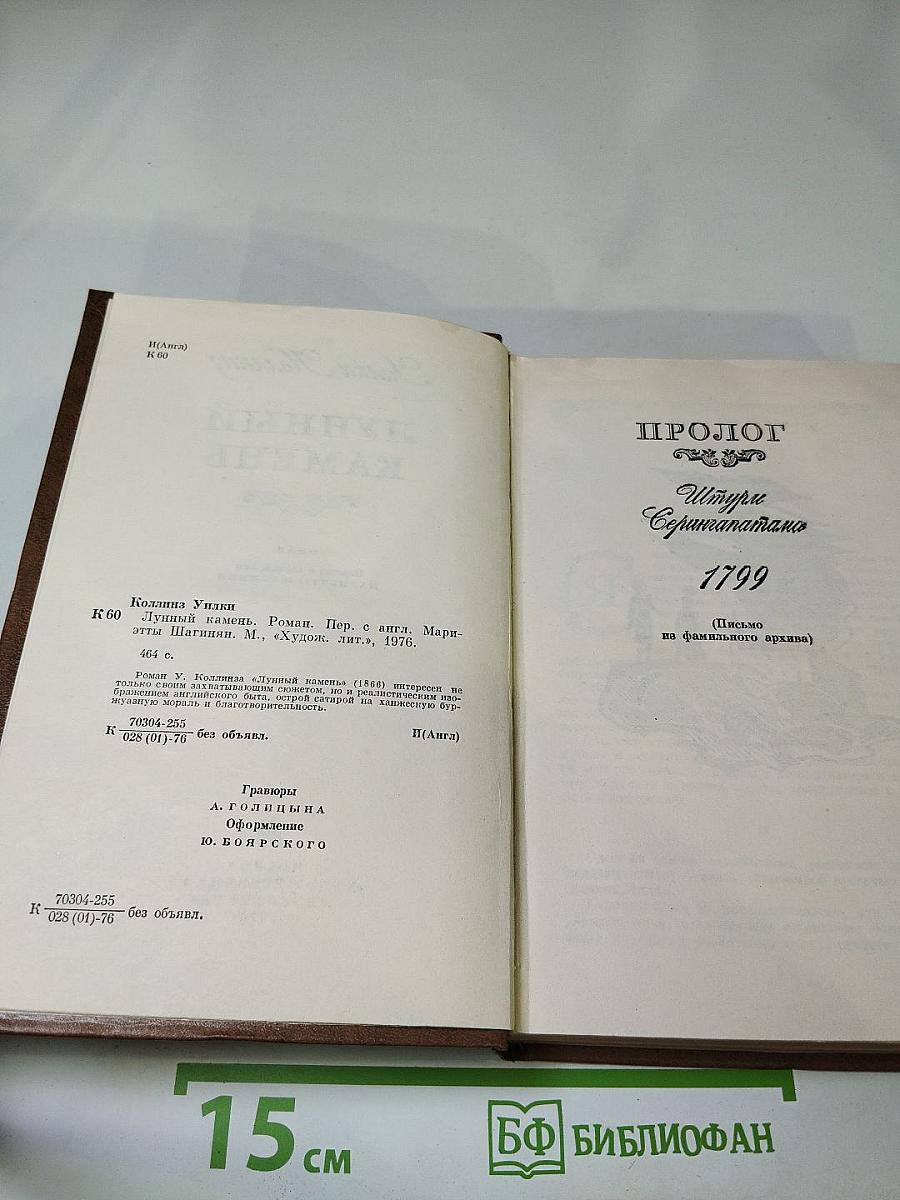 И(Англ)
К 60
Коллинз Уилки
К 60
Лунный камень. Роман. Пер. с англ. Мари-
этты Шагинян. М., «Худож. лит.», 1976.
464 с.
Роман У. Коллинза «Лунный камень» (1866) интересен не
только своим захватывающим сюжетом, но и реалистическим изо-
бражением английского быта, острой сатирой на ханжескую бур-
жуазную мораль и благотворительность.
К 70304-255
028 (01)-76 без объявл.
И(Англ)
Гравюры
А. ГОЛИЦЫНА
Оформление
Ю. БОЯРСКОГО
К 70304-255
028 (01)-76 без объявл.
ПРОЛОГ
Штурм
Серингапатама
1799
(Письмо
из фамильного архива)
15 см
БФ БИБЛИОФАН